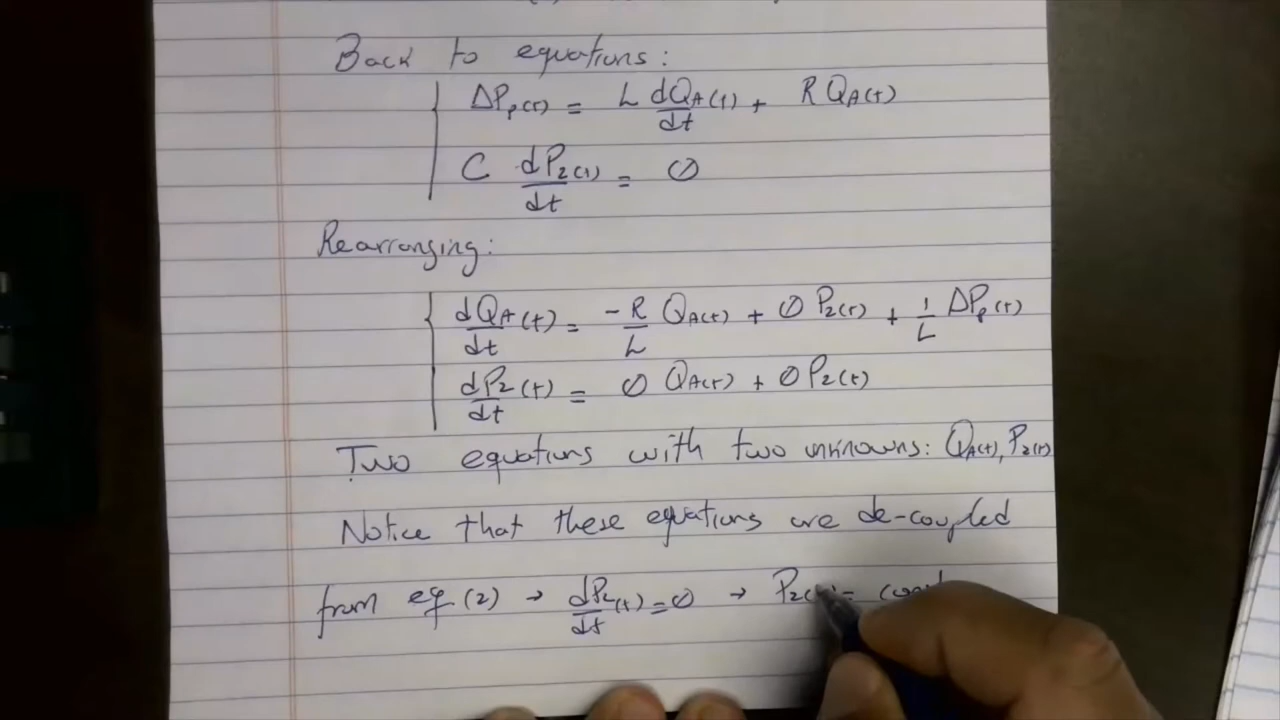 Back to equations:
ΔPp(t) = L dQA(t)/dt + R QA(t)
C dP2(t)/dt = 0
Rearranging:
dQA(t)/dt = -R/L QA(t) + 0 P2(t) + 1/L ΔPp(t)
dP2(t)/dt = 0 QA(t) + 0 P2(t)
Two equations with two unknowns: QA(t), P2(t)
Notice that these equations are de-coupled
from eq (2) → dP2(t)/dt = 0 → P2(